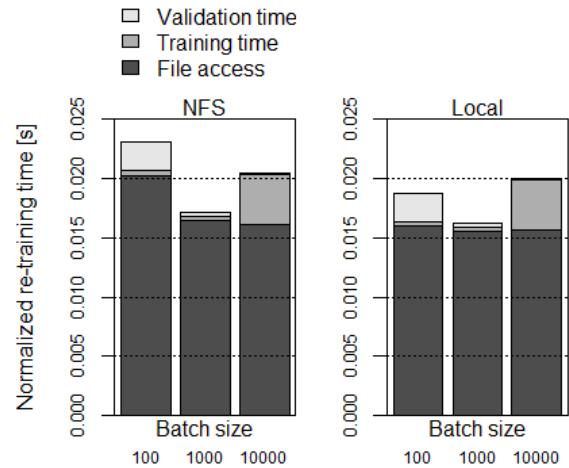 Validation time
Training time
File access
NFS
Local
Normalized re-training time [s]
0.025
0.020
0.015
0.010
0.005
0.000
0.025
0.020
0.015
0.010
0.005
0.000
Batch size
100 1000 10000
Batch size
100 1000 10000